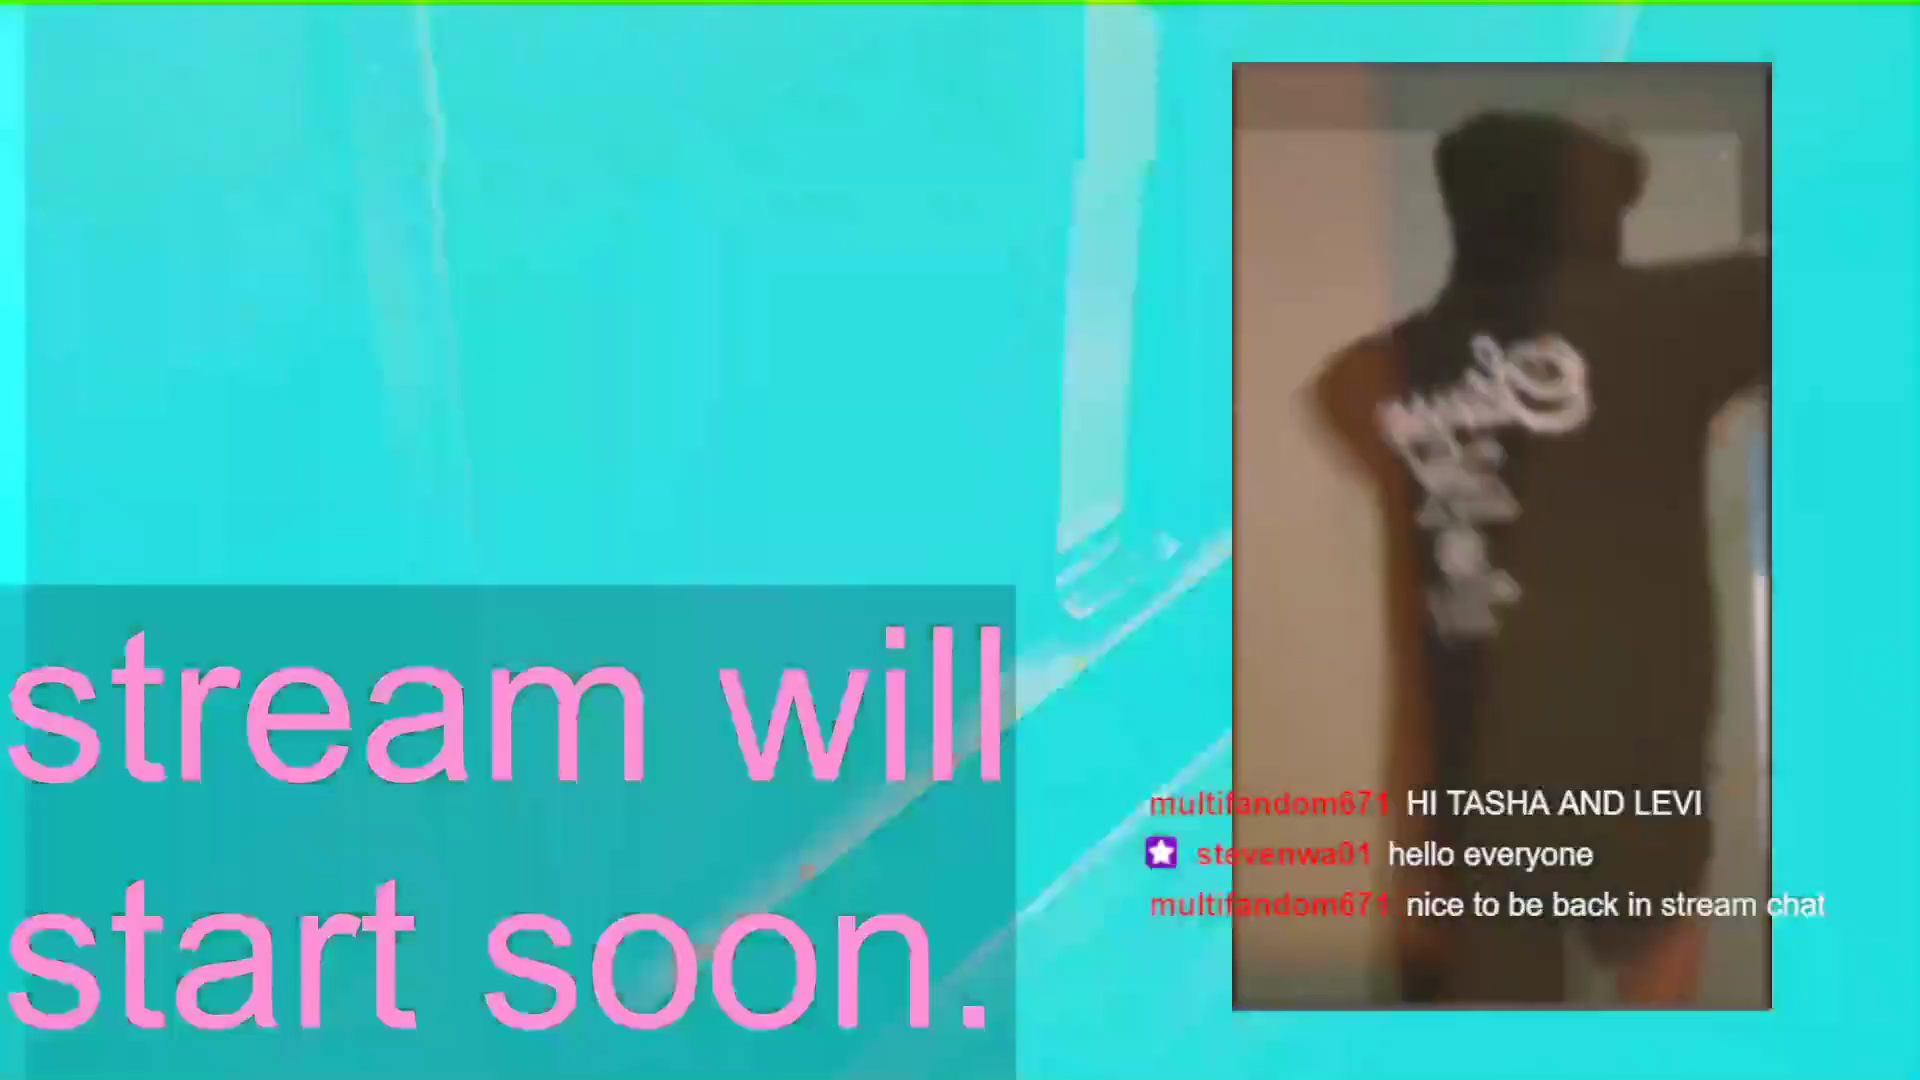 stream will
start soon.
multifandom671 HI TASHA AND LEVI
stevenwa01 hello everyone
multifandom671 nice to be back in stream chat